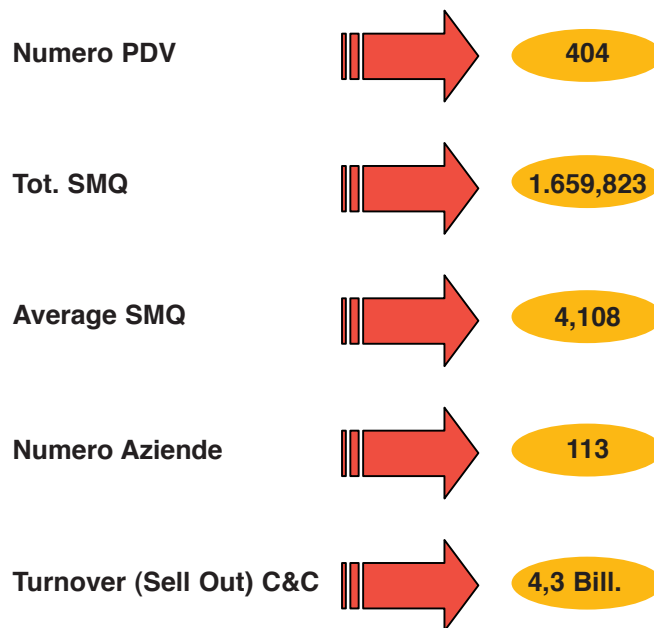 Numero PDV 404
Tot. SMQ 1.659,823
Average SMQ 4,108
Numero Aziende 113
Turnover (Sell Out) C&C 4,3 Bill.